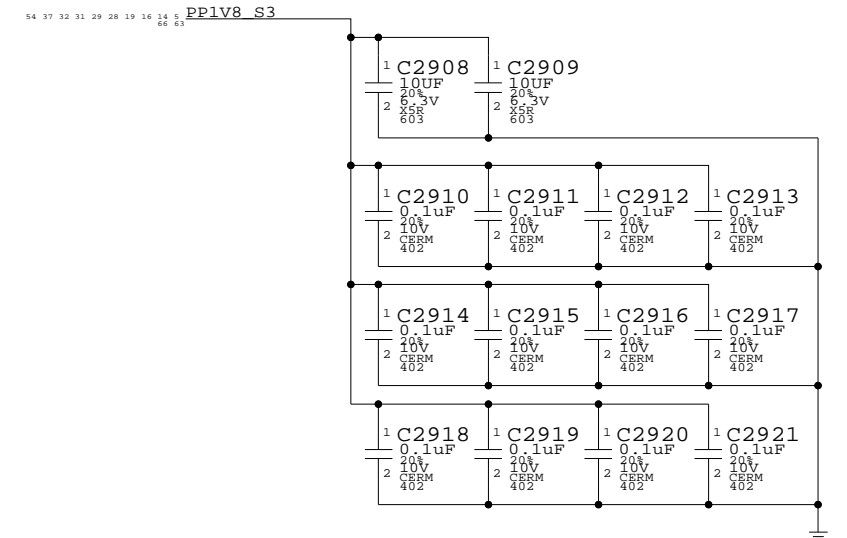 54 37 32 31 29 28 19 16 14 5 PP1V8_S3
66 63
1 C2908 1 C2909
10UF 10UF
20% 20%
6.3V 6.3V
2 X5R 2 X5R
603 603
1 C2910 1 C2911 1 C2912 1 C2913
0.1uF 0.1uF 0.1uF 0.1uF
20% 20% 20% 20%
10V 10V 10V 10V
2 CERM 2 CERM 2 CERM 2 CERM
402 402 402 402
1 C2914 1 C2915 1 C2916 1 C2917
0.1uF 0.1uF 0.1uF 0.1uF
20% 20% 20% 20%
10V 10V 10V 10V
2 CERM 2 CERM 2 CERM 2 CERM
402 402 402 402
1 C2918 1 C2919 1 C2920 1 C2921
0.1uF 0.1uF 0.1uF 0.1uF
20% 20% 20% 20%
10V 10V 10V 10V
2 CERM 2 CERM 2 CERM 2 CERM
402 402 402 402